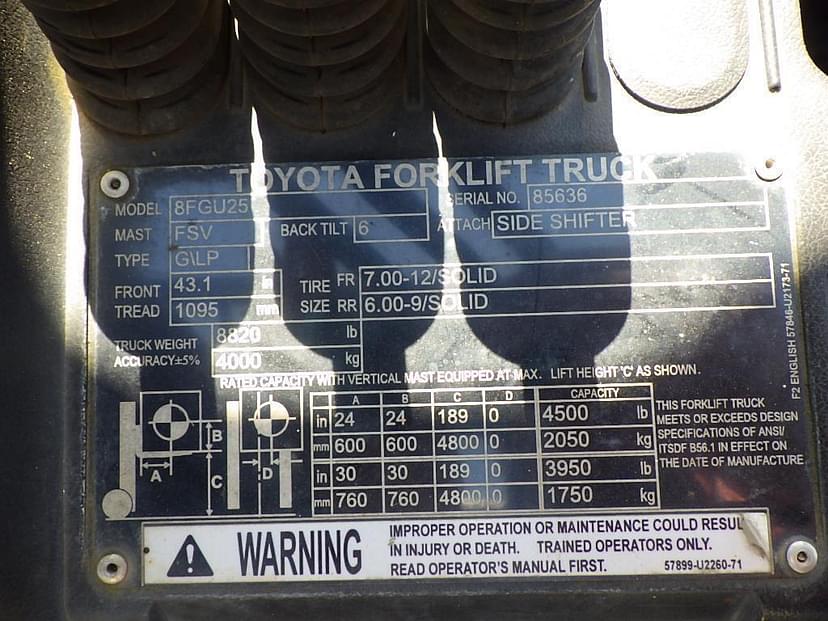 TOYOTA FORKLIFT TRUCK
MODEL 8FGU25 SERIAL NO. 85636
MAST FSV BACK TILT 6 ATTACH SIDE SHIFTER
TYPE G\LP
FRONT TREAD 43.1 in TIRE SIZE FR 7.00-12/SOLID
1095 mm RR 6.00-9/SOLID
TRUCK WEIGHT 8820 lb
ACCURACY±5% 4000 kg
RATED CAPACITY WITH VERTICAL MAST EQUIPPED AT MAX. LIFT HEIGHT 'C' AS SHOWN.
A B C D CAPACITY
in 24 24 189 0 4500 lb
mm 600 600 4800 0 2050 kg
in 30 30 189 0 3950 lb
mm 760 760 4800 0 1750 kg
A B C D
THIS FORKLIFT TRUCK
MEETS OR EXCEEDS DESIGN
SPECIFICATIONS OF ANSI/
ITSDF B56.1 IN EFFECT ON
THE DATE OF MANUFACTURE
F2 ENGLISH 57846-U2173-71
WARNING
IMPROPER OPERATION OR MAINTENANCE COULD RESUL
IN INJURY OR DEATH. TRAINED OPERATORS ONLY.
READ OPERATOR'S MANUAL FIRST. 57899-U2260-71